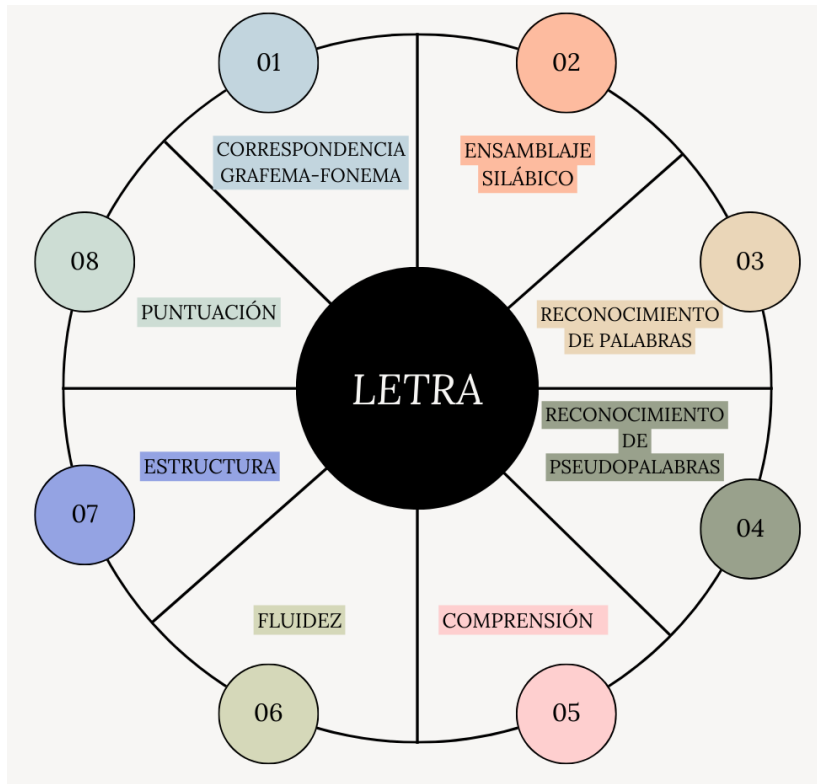 01
CORRESPONDENCIA
GRAFEMA-FONEMA
02
ENSAMBLAJE
SILÁBICO
03
RECONOCIMIENTO
DE PALABRAS
04
RECONOCIMIENTO
DE
PSEUDOPALABRAS
05
COMPRENSIÓN
06
FLUIDEZ
07
ESTRUCTURA
08
PUNTUACIÓN
LETRA